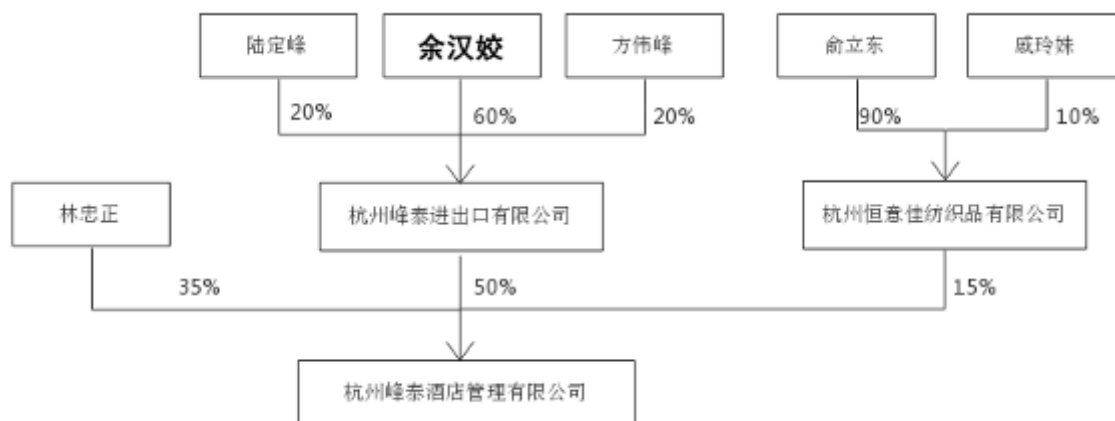 陆定峰
余汉姣
方伟峰
俞立东
戚玲妹
20%
60%
20%
90%
10%
林忠正
杭州峰泰进出口有限公司
杭州恒意佳纺织品有限公司
35%
50%
15%
杭州峰泰酒店管理有限公司